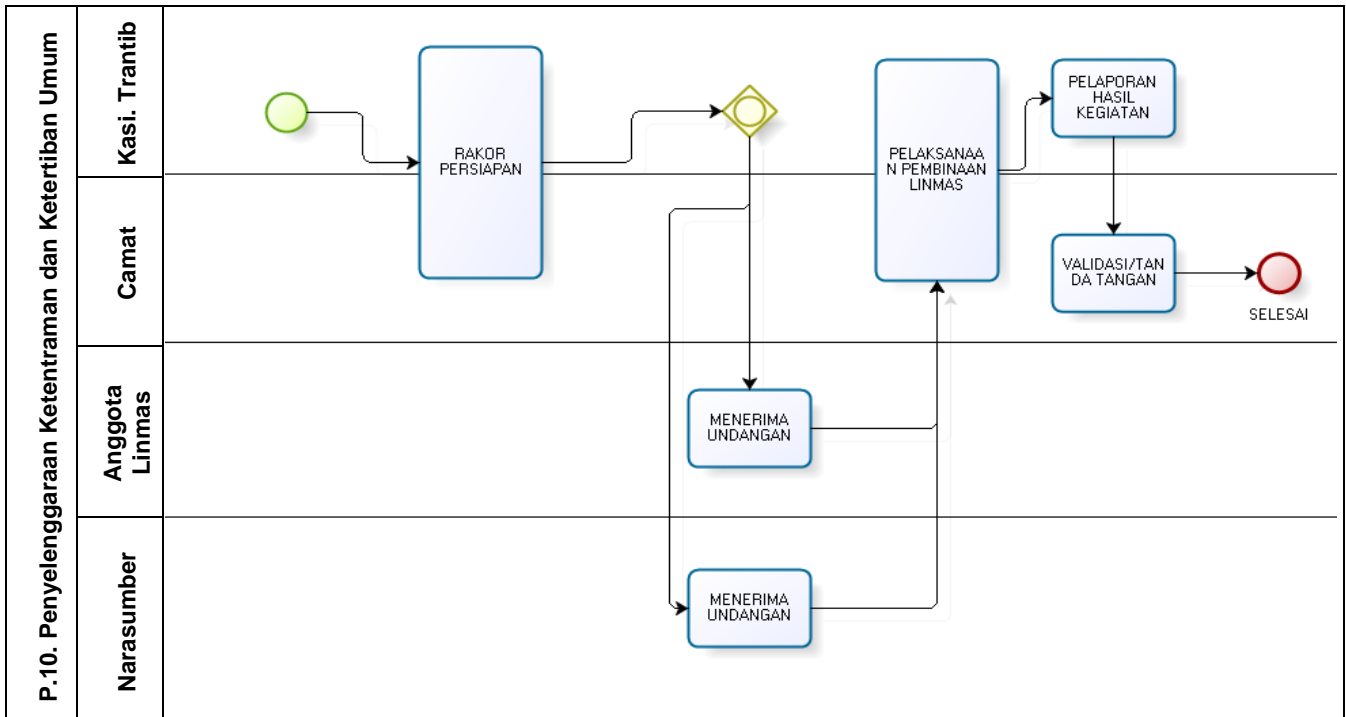 P.10. Penyelenggaraan Ketentraman dan Ketertiban Umum
Kasi. Trantib
RAKOR
PERSIAPAN
PELAKSANAA
N PEMBINAAN
LINMAS
PELAPORAN
HASIL
KEGIATAN
Camat
VALIDASI/TAN
DA TANGAN
SELESAI
Anggota
Linmas
MENERIMA
UNDANGAN
Narasumber
MENERIMA
UNDANGAN